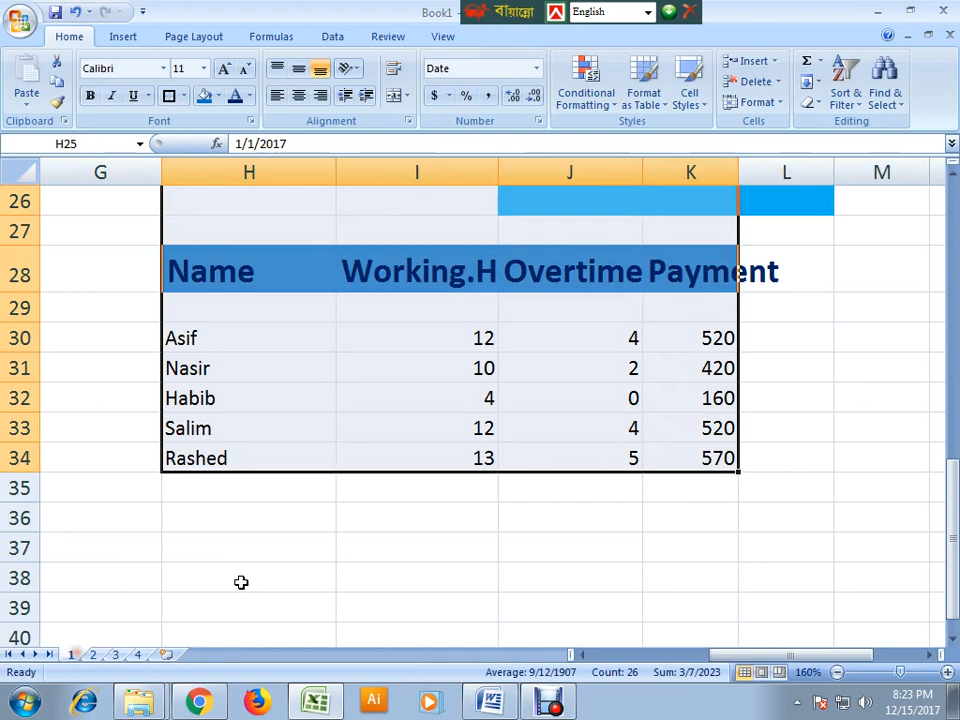 Book1
বায়ান্নো
English
Home Insert Page Layout Formulas Data Review View
Paste
Calibri 11
Date
Conditional Formatting
Format as Table
Cell Styles
Insert
Delete
Format
Sort & Filter
Find & Select
Clipboard Font Alignment Number Styles Cells Editing
H25 fx 1/1/2017
G H I J K L M
26
27
28 Name Working.H Overtime Payment
29
30 Asif 12 4 520
31 Nasir 10 2 420
32 Habib 4 0 160
33 Salim 12 4 520
34 Rashed 13 5 570
35
36
37
38
39
40
1 2 3 4
Ready Average: 9/12/1907 Count: 26 Sum: 3/7/2023 160%
8:23 PM
12/15/2017